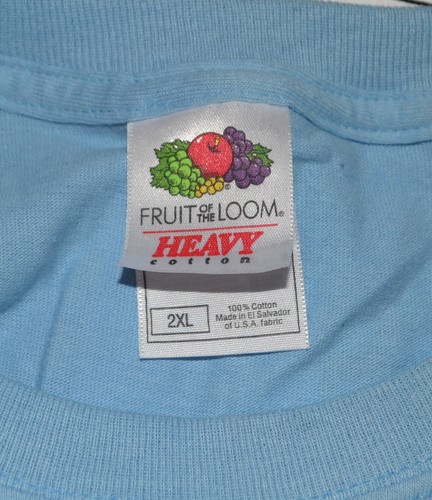 FRUIT OF THE LOOM®
HEAVY
cotton
2XL
100% Cotton
Made in El Salvador
of U.S.A. fabric